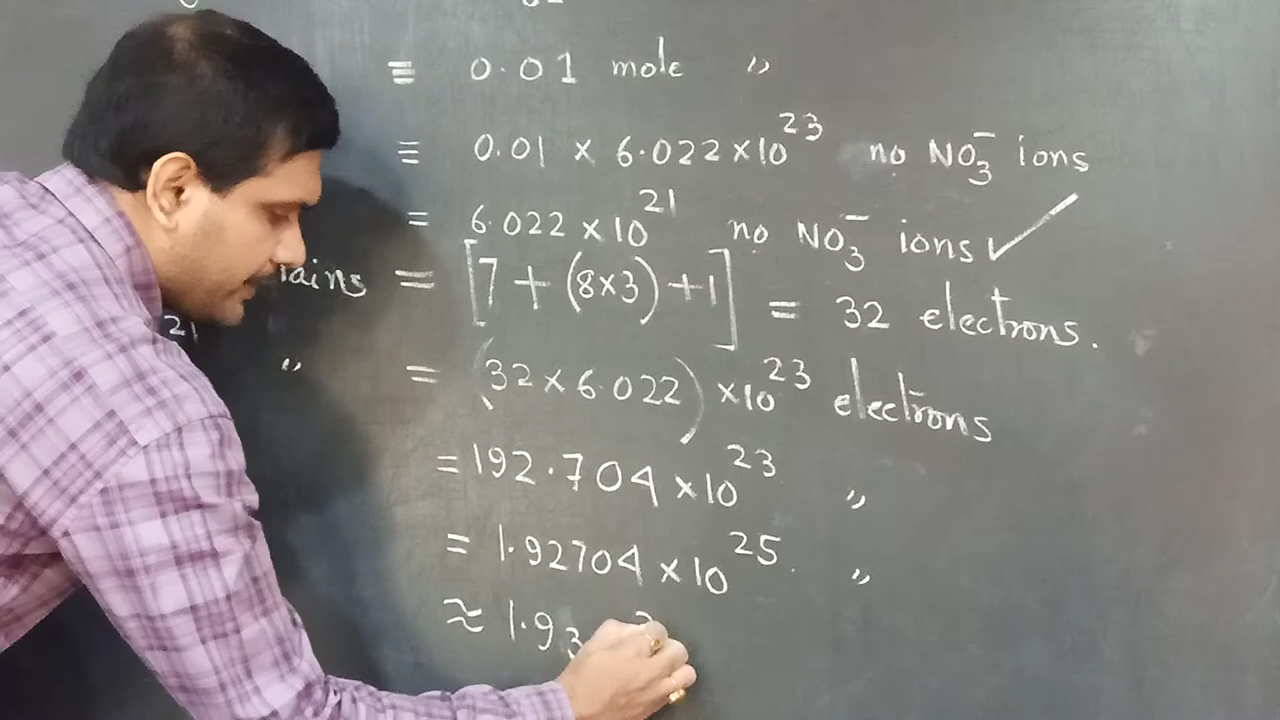 ≡ 0.01 mole "
≡ 0.01 × 6.022×10²³ no NO₃⁻ ions
= 6.022×10²¹ no NO₃⁻ ions ✓
= [7+(8×3)+1] = 32 electrons.
21 " = (32×6.022)×10²³ electrons
= 192.704×10²³ "
= 1.92704×10²⁵ "
≈ 1.93